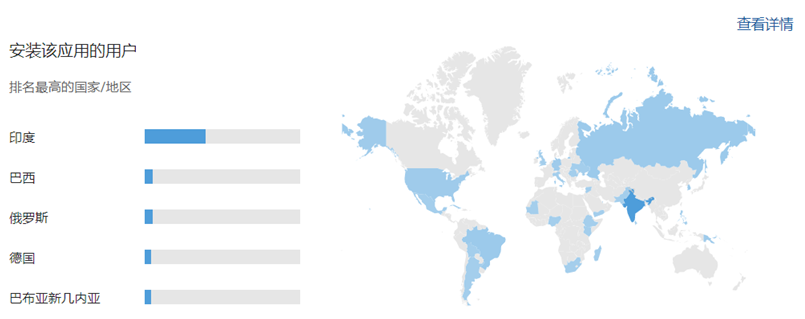 查看详情
安装该应用的用户
排名最高的国家/地区
印度
巴西
俄罗斯
德国
巴布亚新几内亚